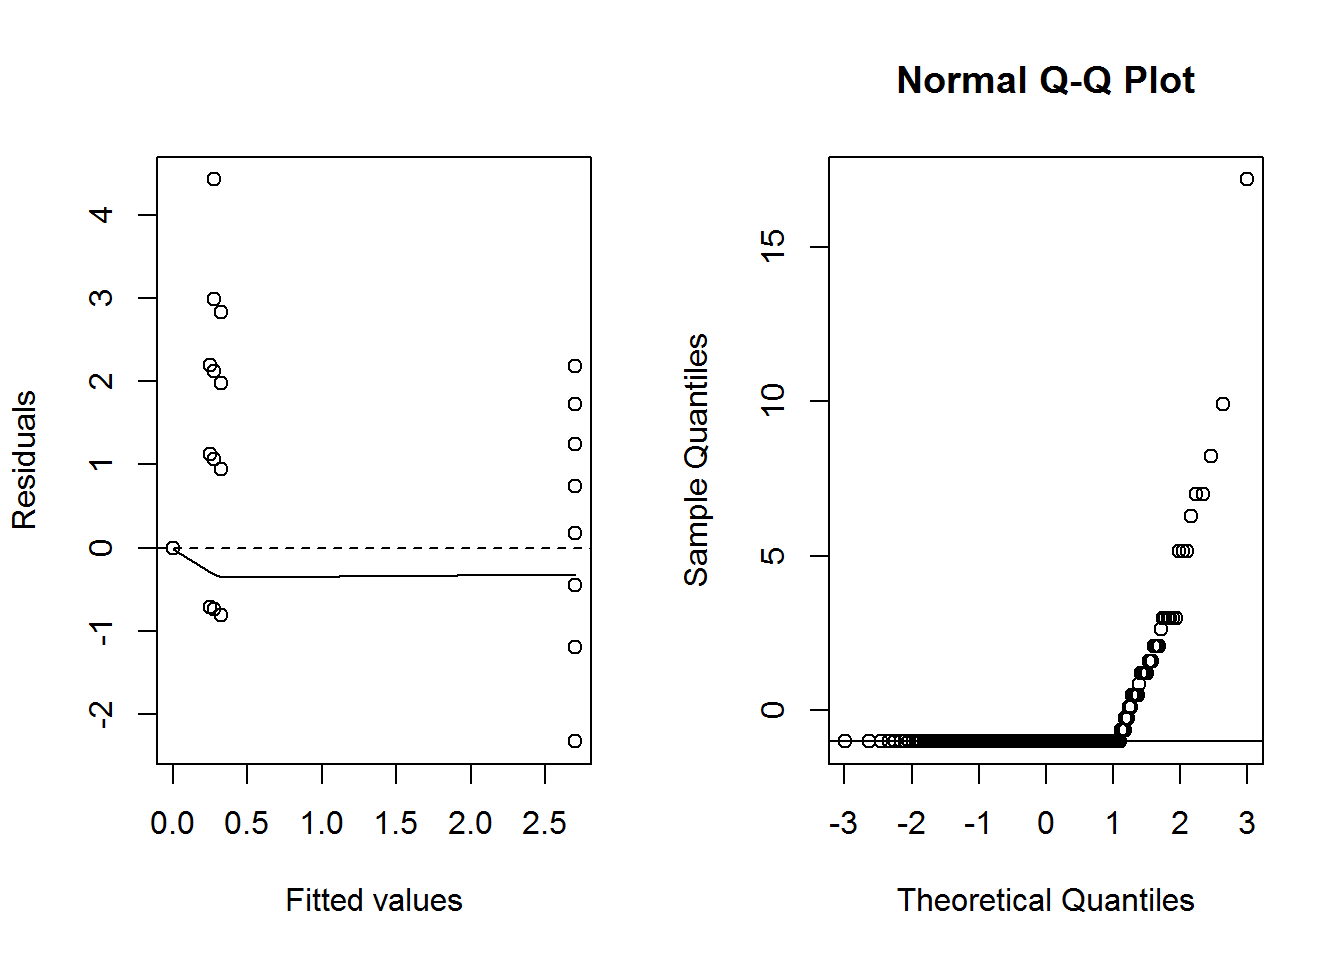 Residuals
4
3
2
1
0
-1
-2
0.0 0.5 1.0 1.5 2.0 2.5
Fitted values
Normal Q-Q Plot
Sample Quantiles
15
10
5
0
-3 -2 -1 0 1 2 3
Theoretical Quantiles